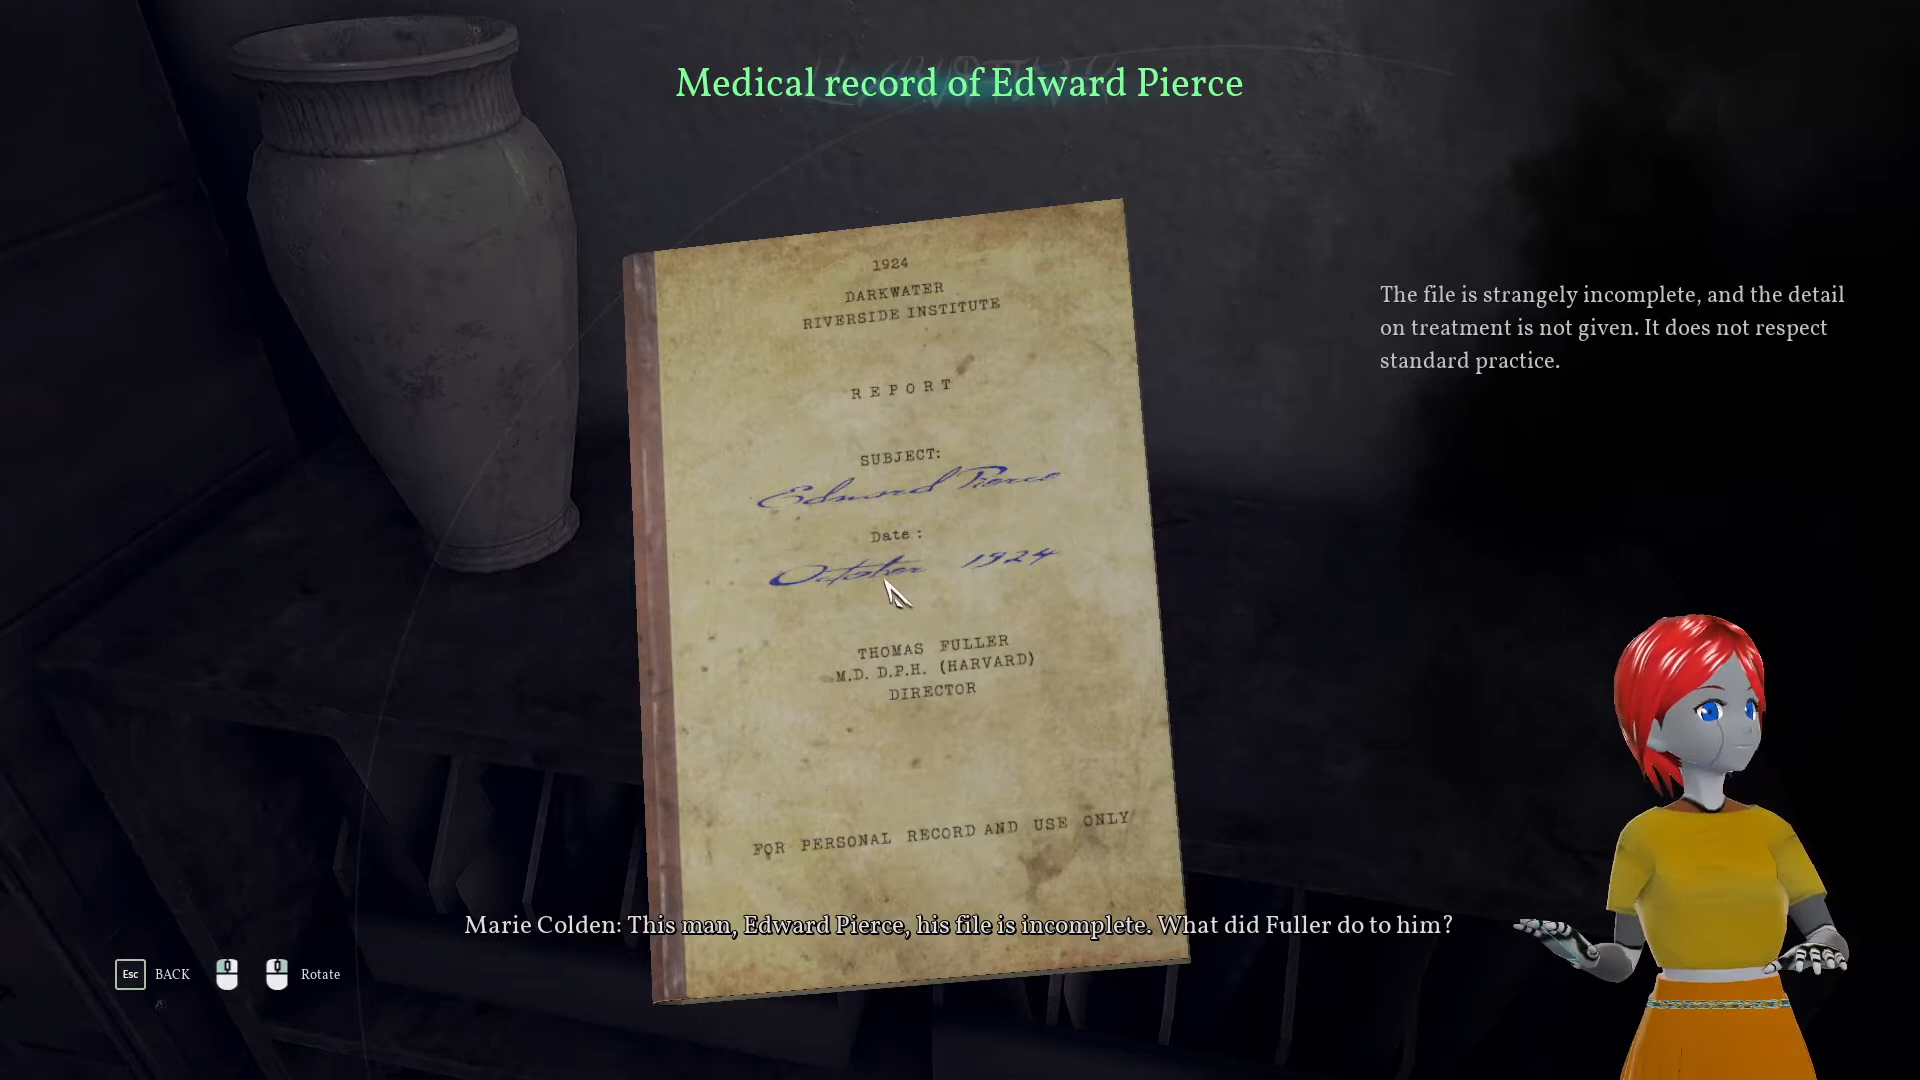 Medical record of Edward Pierce
1924
DARKWATER
RIVERSIDE INSTITUTE
REPORT
SUBJECT:
Edward Pierce
Date :
October 1924
THOMAS FULLER
M.D. D.P.H. (HARVARD)
DIRECTOR
FOR PERSONAL RECORD AND USE ONLY
The file is strangely incomplete, and the detail
on treatment is not given. It does not respect
standard practice.
Marie Colden: This man, Edward Pierce, his file is incomplete. What did Fuller do to him?
Esc BACK Rotate